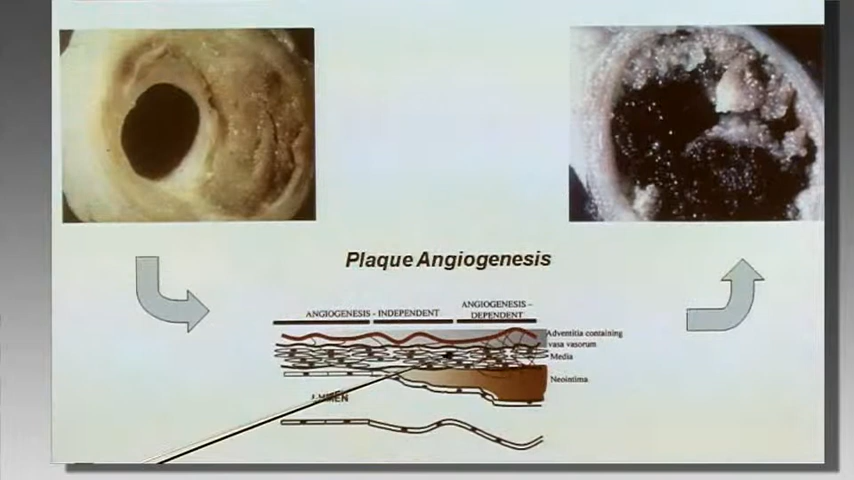 Plaque Angiogenesis
ANGIOGENESIS - INDEPENDENT
ANGIOGENESIS -
DEPENDENT
Adventitia containing
vasa vasorum
Media
Neointima
LUMEN